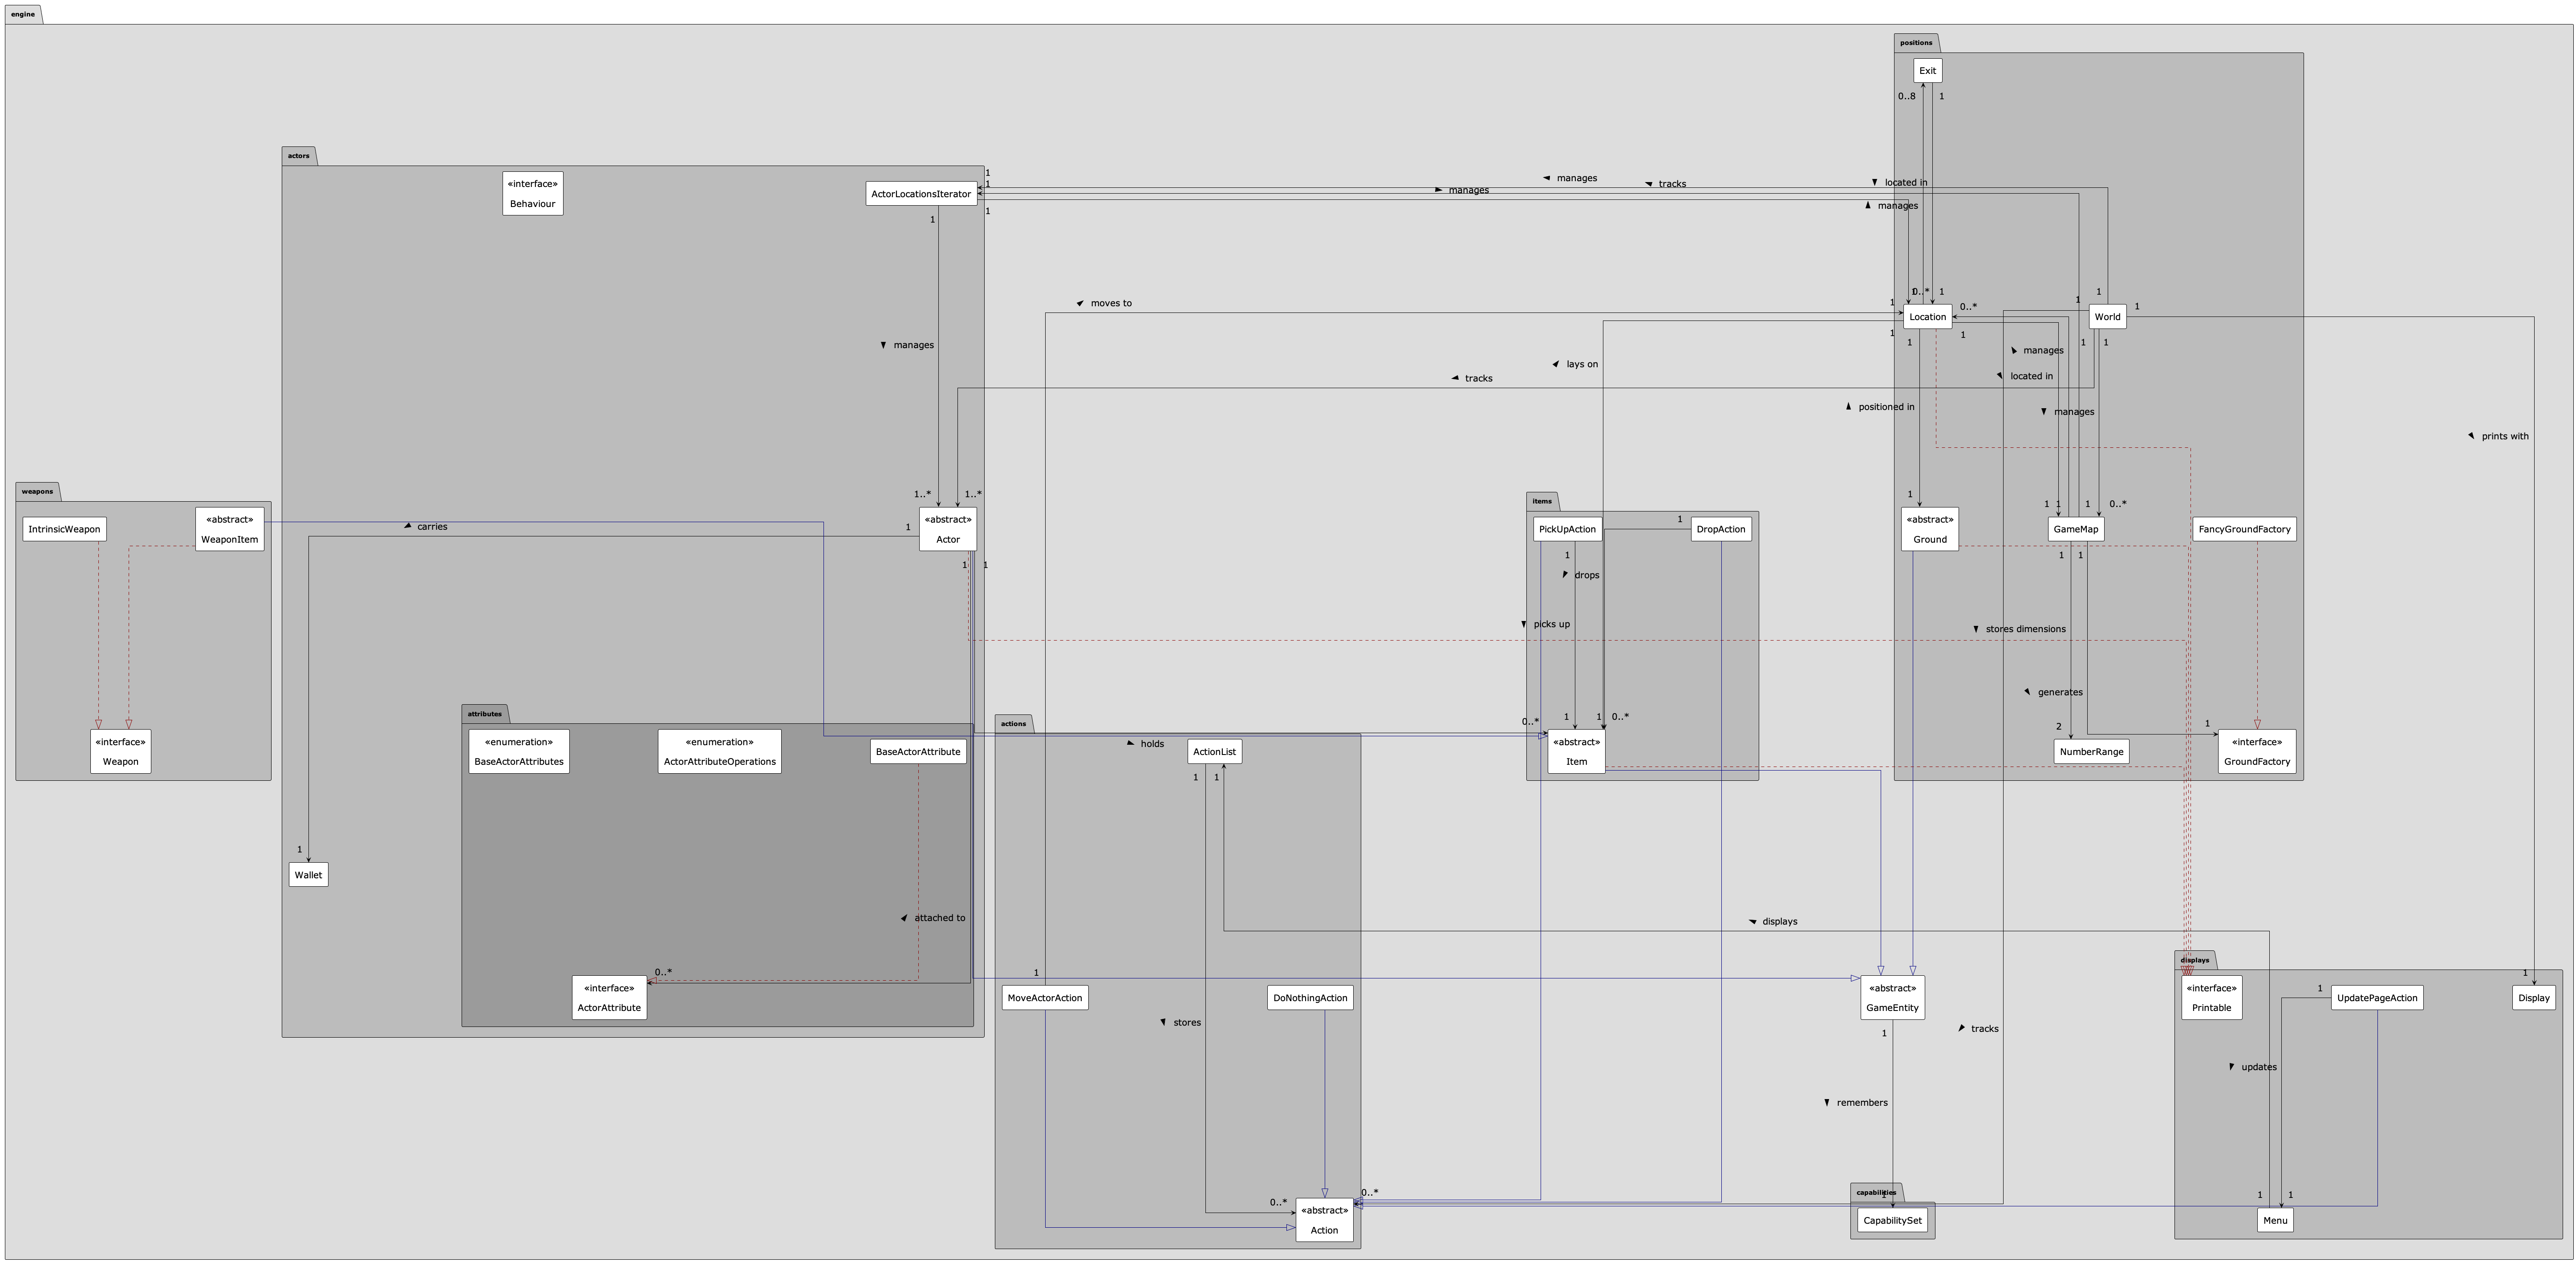 engine
positions
Exit
0..8
1
actors
«interface»
Behaviour
ActorLocationsIterator
1
1
1
1
manages
manages
tracks
located in
manages
moves to
1
1
0..*
1
0..*
1
1
1
Location
World
1
1
1
1
1
1
manages
manages
lays on
located in
tracks
positioned in
manages
prints with
1..*
1..*
1
1
1
1
0..*
weapons
IntrinsicWeapon
«abstract»
WeaponItem
carries
1
«abstract»
Actor
1
1
items
PickUpAction
1
DropAction
1
drops
picks up
«abstract»
Ground
GameMap
FancyGroundFactory
1
1
stores dimensions
generates
«interface»
Weapon
attributes
«enumeration»
BaseActorAttributes
«enumeration»
ActorAttributeOperations
BaseActorAttribute
actions
holds
ActionList
1
1
0..*
1
1
0..*
«abstract»
Item
2
1
NumberRange
«interface»
GroundFactory
1
Wallet
attached to
0..*
«interface»
ActorAttribute
displays
1
MoveActorAction
DoNothingAction
stores
«abstract»
GameEntity
1
tracks
remembers
displays
«interface»
Printable
1
UpdatePageAction
1
Display
updates
0..*
0..*
«abstract»
Action
capabilities
1
CapabilitySet
1
1
Menu